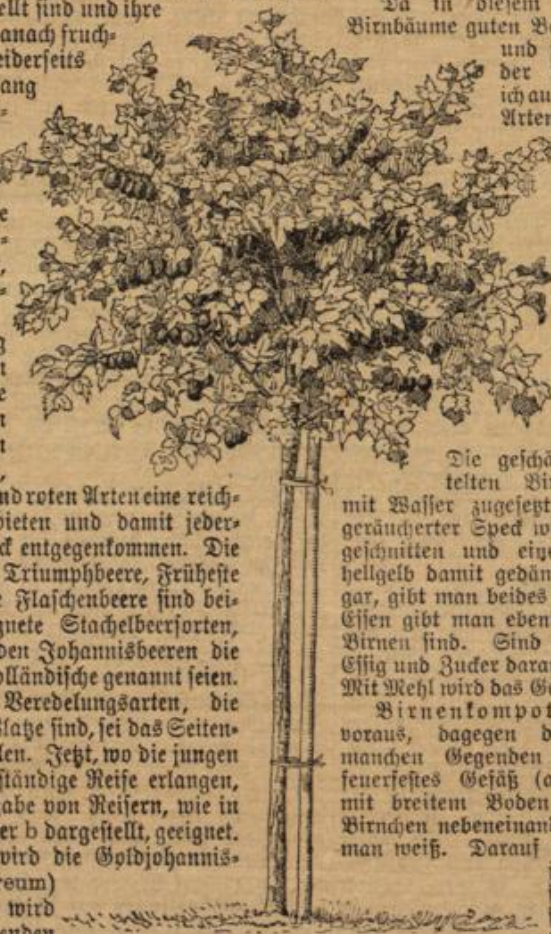 ellt sind und ihre
anach fruch-
eiderseits
ang
-
e
-
,
-
g
n
e
n
n
,
nd roten Arten eine reich-
bieten und damit jeder-
ck entgegenkommen. Die
Triumphbeere, Früheste
e Flaschenbeere sind bei-
gnete Stachelbeersorten,
den Johannisbeeren die
olländische genannt seien.
Veredelungsarten, die
Platze sind, sei das Seiten-
len. Jetzt, wo die jungen
ständige Reife erlangen,
gabe von Reisern, wie in
er b dargestellt, geeignet.
wird die Goldjohannis-
reum)
wird
enden
Da in diesem
Birnbäume guten B
und
der
ich au
Arten
Die geschä
telten Bir
mit Wasser zugesetzt
geräucherter Speck w
geschnitten und eine
hellgelb damit gedän
gar, gibt man beides
Essen gibt man eben
Birnen sind. Sind
Essig und Zucker dara
Mit Mehl wird das Ge
Birnenkompot
voraus, dagegen d
manchen Gegenden
feuerfestes Gefäß (a
mit breitem Boden
Birnchen nebeneinan
man weiß. Darauf